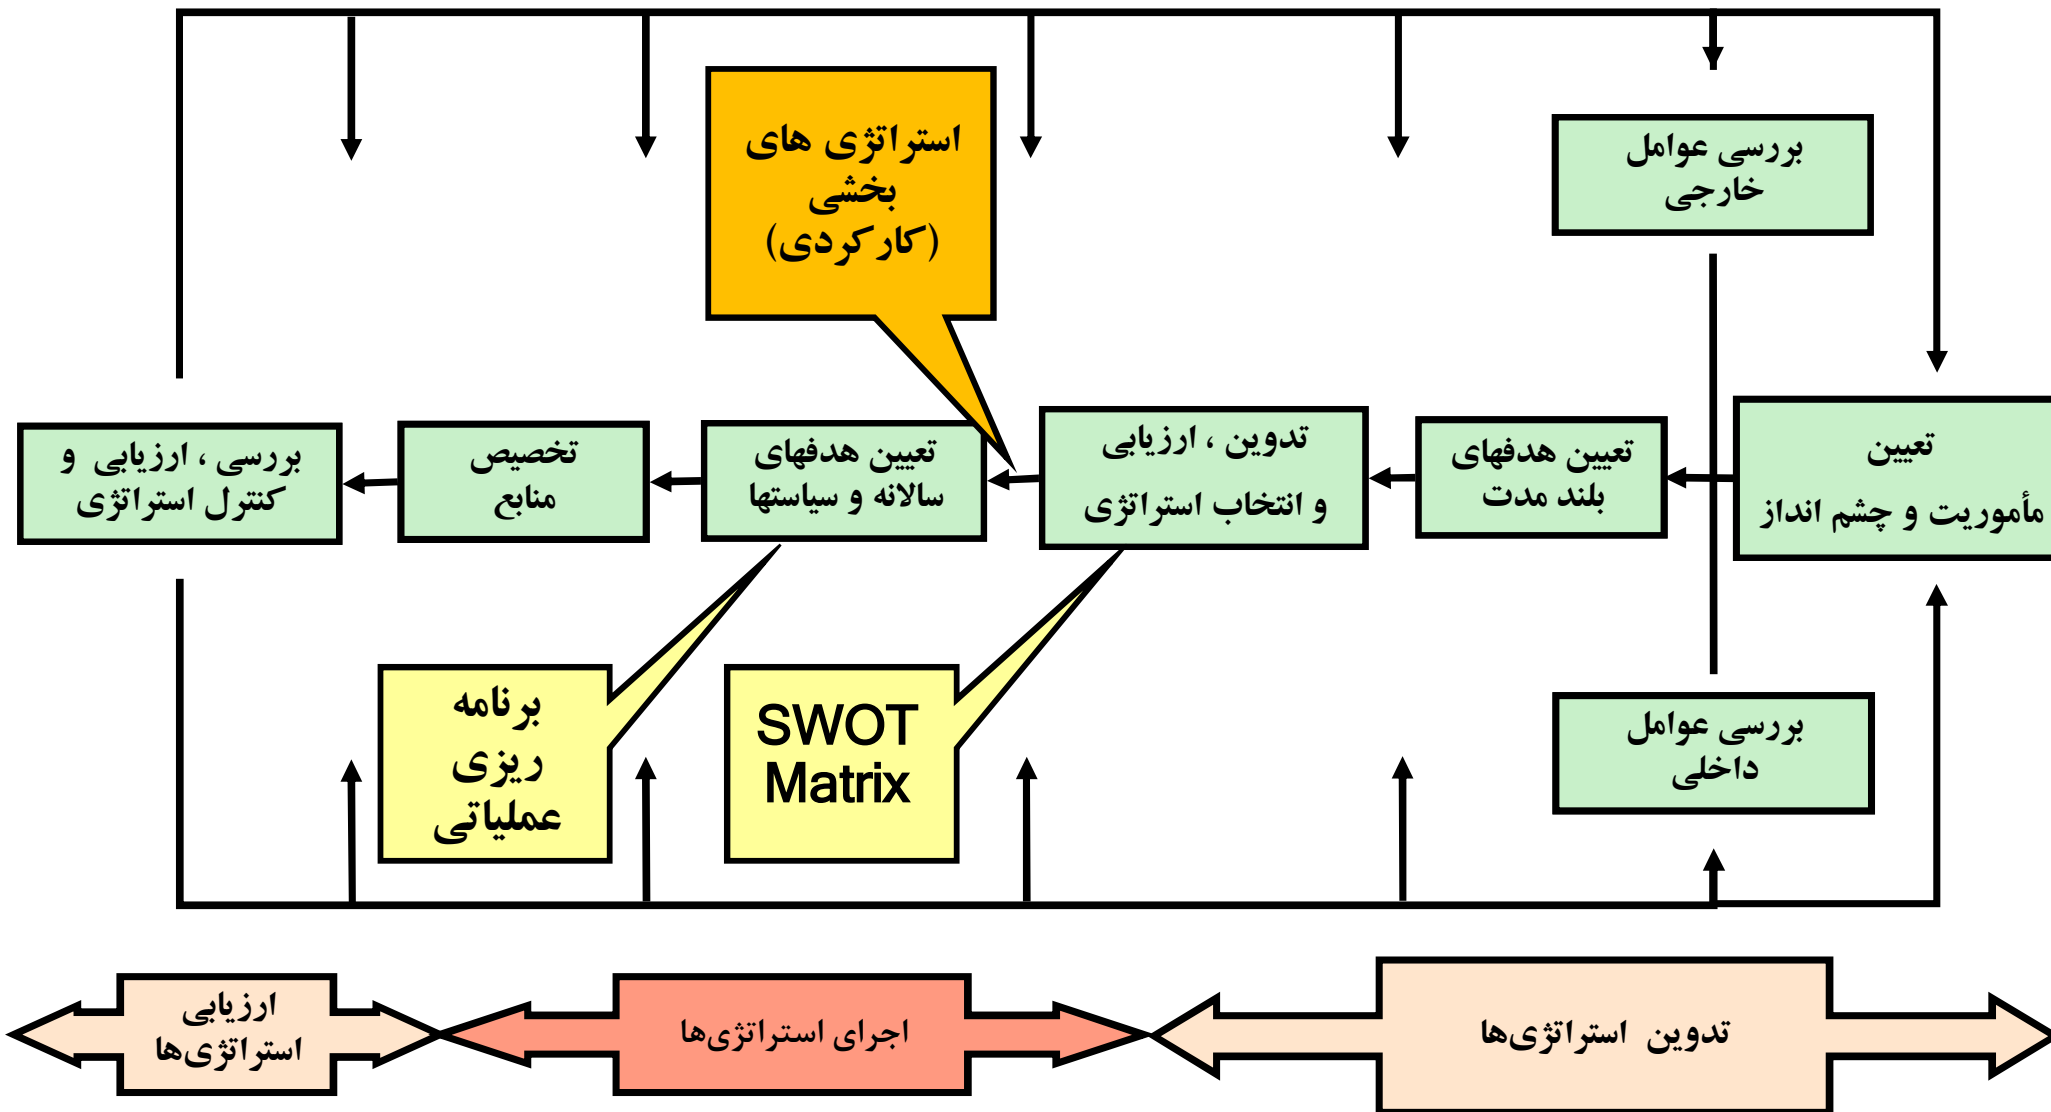 استراتژی های
بخشی
(کارکردی)
بررسی عوامل
خارجی
تعیین
مأموریت و چشم انداز
تعیین هدفهای
بلند مدت
تدوین ، ارزیابی
و انتخاب استراتژی
تعیین هدفهای
سالانه و سیاستها
تخصیص
منابع
بررسی ، ارزیابی و
کنترل استراتژی
بررسی عوامل
داخلی
SWOT
Matrix
برنامه
ریزی
عملیاتی
تدوین استراتژی‌ها
اجرای استراتژی‌ها
ارزیابی
استراتژی‌ها